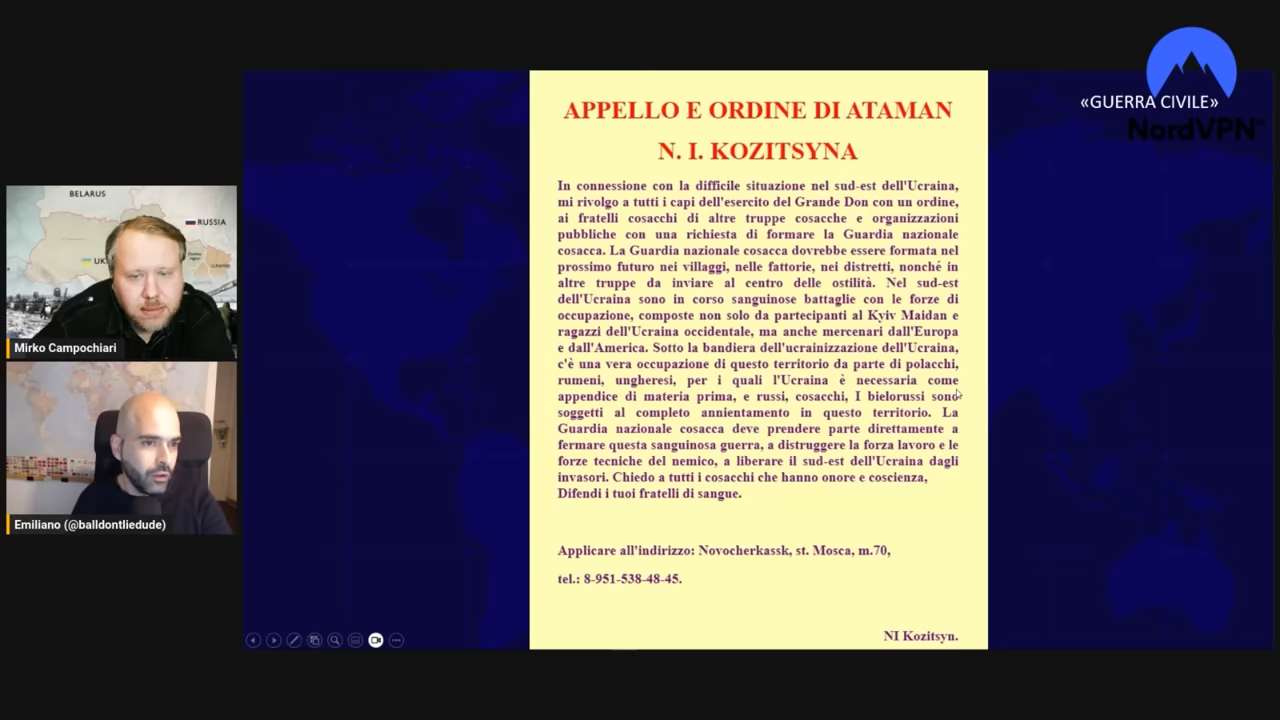 «GUERRA CIVILE»
NordVPN
APPELLO E ORDINE DI ATAMAN
N. I. KOZITSYNA
In connessione con la difficile situazione nel sud-est dell'Ucraina,
mi rivolgo a tutti i capi dell'esercito del Grande Don con un ordine,
ai fratelli cosacchi di altre truppe cosacche e organizzazioni
pubbliche con una richiesta di formare la Guardia nazionale
cosacca. La Guardia nazionale cosacca dovrebbe essere formata nel
prossimo futuro nei villaggi, nelle fattorie, nei distretti, nonché in
altre truppe da inviare al centro delle ostilità. Nel sud-est
dell'Ucraina sono in corso sanguinose battaglie con le forze di
occupazione, composte non solo da partecipanti al Kyiv Maidan e
ragazzi dell'Ucraina occidentale, ma anche mercenari dall'Europa
e dall'America. Sotto la bandiera dell'ucrainizzazione dell'Ucraina,
c'è una vera occupazione di questo territorio da parte di polacchi,
rumeni, ungheresi, per i quali l'Ucraina è necessaria come
appendice di materia prima, e russi, cosacchi, I bielorussi sono
soggetti al completo annientamento in questo territorio. La
Guardia nazionale cosacca deve prendere parte direttamente a
fermare questa sanguinosa guerra, a distruggere la forza lavoro e le
forze tecniche del nemico, a liberare il sud-est dell'Ucraina dagli
invasori. Chiedo a tutti i cosacchi che hanno onore e coscienza,
Difendi i tuoi fratelli di sangue.
Applicare all'indirizzo: Novocherkassk, st. Mosca, m.70,
tel.: 8-951-538-48-45.
NI Kozitsyn.
BELARUS
RUSSIA
UK
Mirko Campochiari
Emiliano (@balldontliedude)